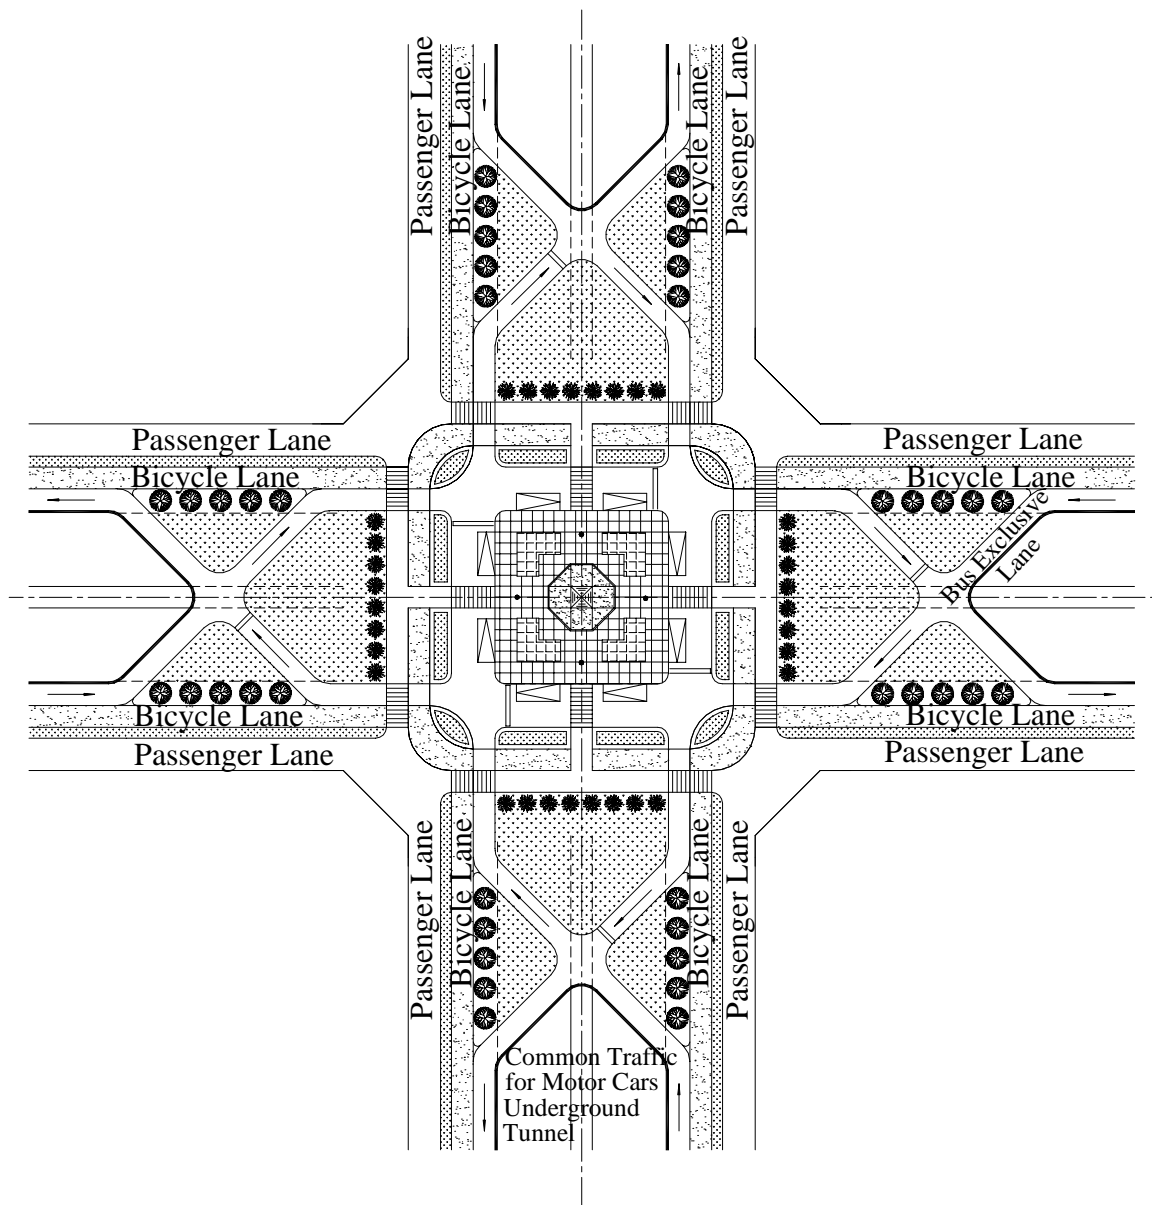 Passenger Lane
Bicycle Lane
Bicycle Lane
Passenger Lane
Passenger Lane
Bicycle Lane
Passenger Lane
Bicycle Lane
Bus Exclusive
Lane
Bicycle Lane
Passenger Lane
Bicycle Lane
Passenger Lane
Passenger Lane
Bicycle Lane
Bicycle Lane
Passenger Lane
Common Traffic
for Motor Cars
Underground
Tunnel